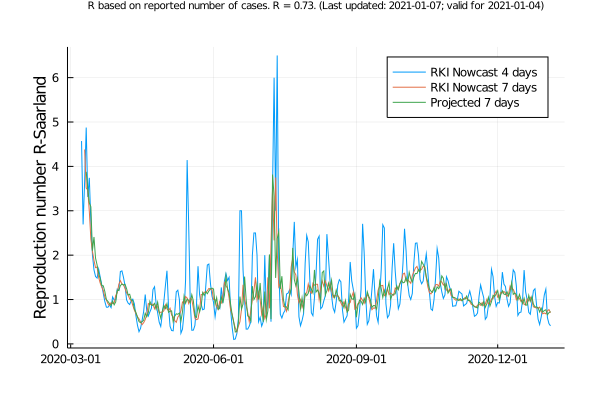 R based on reported number of cases. R = 0.73. (Last updated: 2021-01-07; valid for 2021-01-04)
RKI Nowcast 4 days
RKI Nowcast 7 days
Projected 7 days
Reproduction number R-Saarland
6
5
4
3
2
1
0
2020-03-01
2020-06-01
2020-09-01
2020-12-01